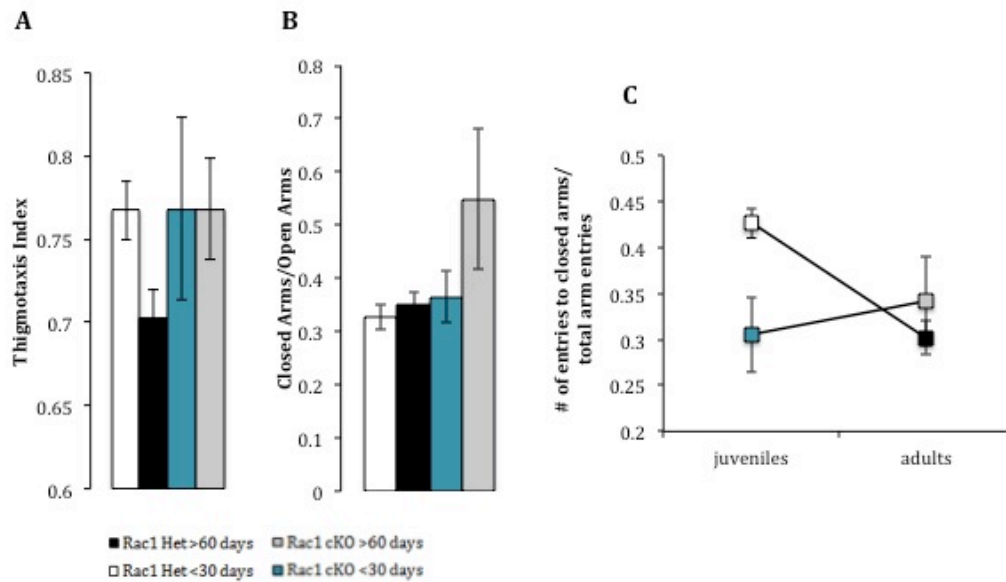 A
Thigmotaxis Index
0.85
0.8
0.75
0.7
0.65
0.6
B
Closed Arms/Open Arms
0.8
0.7
0.6
0.5
0.4
0.3
0.2
0.1
0
C
# of entries to closed arms/
total arm entries
0.5
0.45
0.4
0.35
0.3
0.25
0.2
juveniles
adults
Rac1 Het >60 days
Rac1 cKO >60 days
Rac1 Het <30 days
Rac1 cKO <30 days